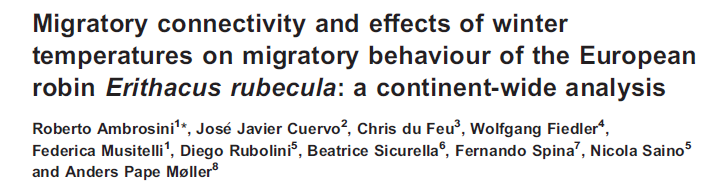 Migratory connectivity and effects of winter
temperatures on migratory behaviour of the European
robin Erithacus rubecula: a continent-wide analysis
Roberto Ambrosini1*, José Javier Cuervo2, Chris du Feu3, Wolfgang Fiedler4,
Federica Musitelli1, Diego Rubolini5, Beatrice Sicurella6, Fernando Spina7, Nicola Saino5
and Anders Pape Møller8